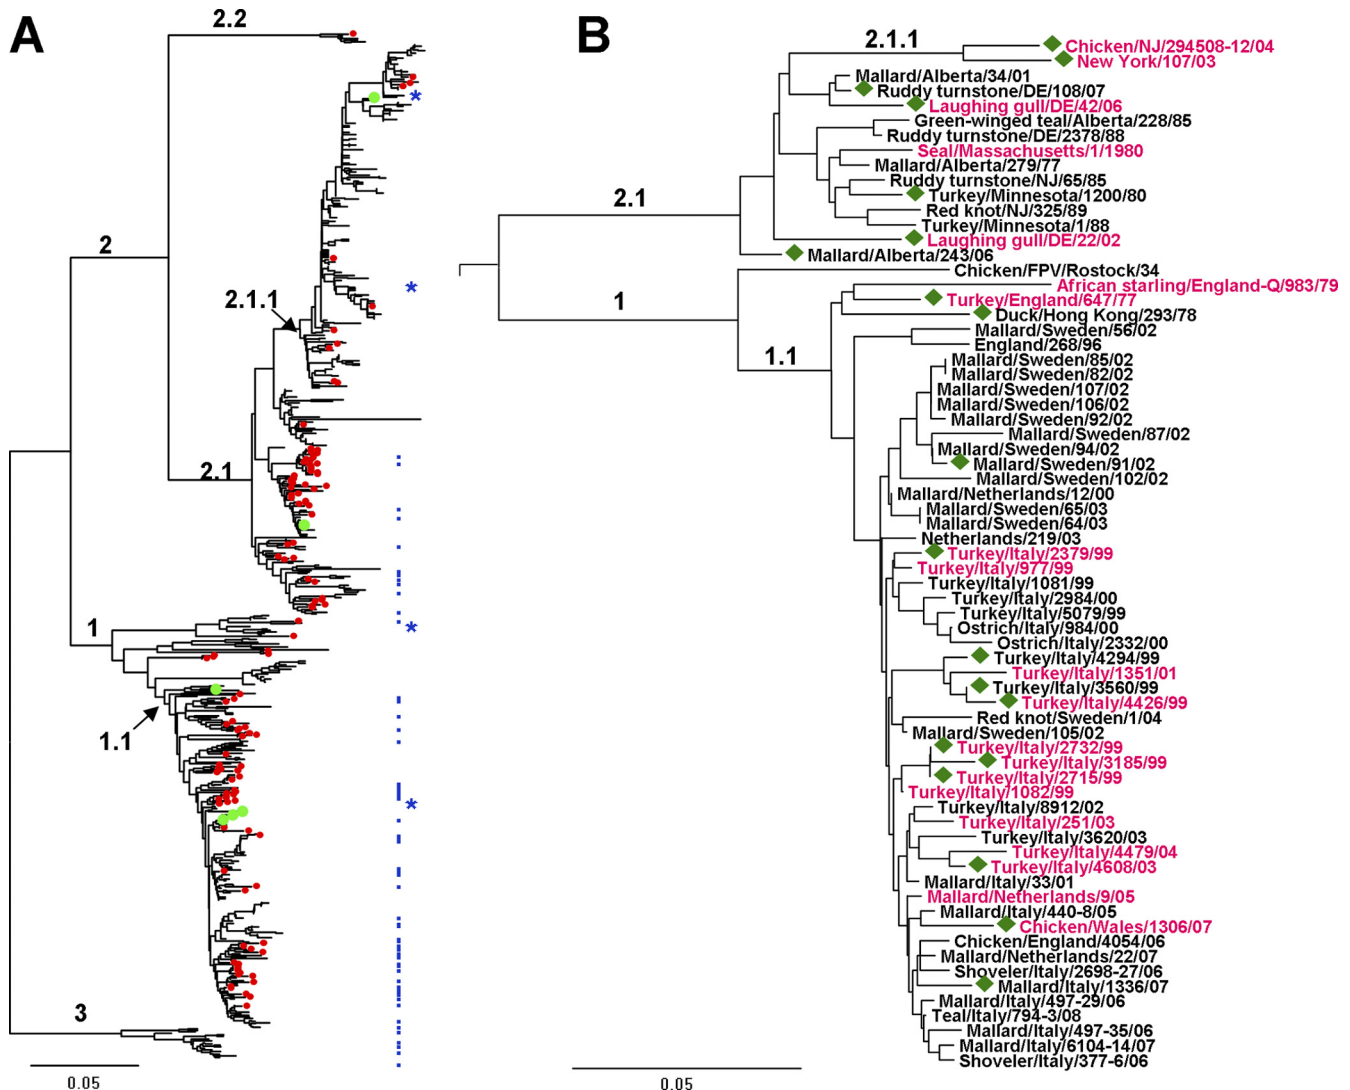 A
2.2
2
2.1.1
2.1
1
1.1
3
0.05
B
2.1.1
Chicken/NJ/294508-12/04
New York/107/03
Mallard/Alberta/34/01
Ruddy turnstone/DE/108/07
Laughing gull/DE/42/06
Green-winged teal/Alberta/228/85
Ruddy turnstone/DE/2378/88
Seal/Massachusetts/1/1980
Mallard/Alberta/279/77
Ruddy turnstone/NJ/65/85
2.1
Turkey/Minnesota/1200/80
Red knot/NJ/325/89
Turkey/Minnesota/1/88
Laughing gull/DE/22/02
Mallard/Alberta/243/06
Chicken/FPV/Rostock/34
African starling/England-Q/983/79
1
Turkey/England/647/77
Duck/Hong Kong/293/78
Mallard/Sweden/56/02
England/268/96
1.1
Mallard/Sweden/85/02
Mallard/Sweden/82/02
Mallard/Sweden/107/02
Mallard/Sweden/106/02
Mallard/Sweden/92/02
Mallard/Sweden/87/02
Mallard/Sweden/94/02
Mallard/Sweden/91/02
Mallard/Sweden/102/02
Mallard/Netherlands/12/00
Mallard/Sweden/65/03
Mallard/Sweden/64/03
Netherlands/219/03
Turkey/Italy/2379/99
Turkey/Italy/977/99
Turkey/Italy/1081/99
Turkey/Italy/2984/00
Turkey/Italy/5079/99
Ostrich/Italy/984/00
Ostrich/Italy/2332/00
Turkey/Italy/4294/99
Turkey/Italy/1351/01
Turkey/Italy/3560/99
Turkey/Italy/4426/99
Red knot/Sweden/1/04
Mallard/Sweden/105/02
Turkey/Italy/2732/99
Turkey/Italy/3185/99
Turkey/Italy/2715/99
Turkey/Italy/1082/99
Turkey/Italy/8912/02
Turkey/Italy/251/03
Turkey/Italy/3620/03
Turkey/Italy/4479/04
Turkey/Italy/4608/03
Mallard/Italy/33/01
Mallard/Netherlands/9/05
Mallard/Italy/440-8/05
Chicken/Wales/1306/07
Chicken/England/4054/06
Mallard/Netherlands/22/07
Shoveler/Italy/2698-27/06
Mallard/Italy/1336/07
Mallard/Italy/497-29/06
Teal/Italy/794-3/08
Mallard/Italy/497-35/06
Mallard/Italy/6104-14/07
Shoveler/Italy/377-6/06
0.05